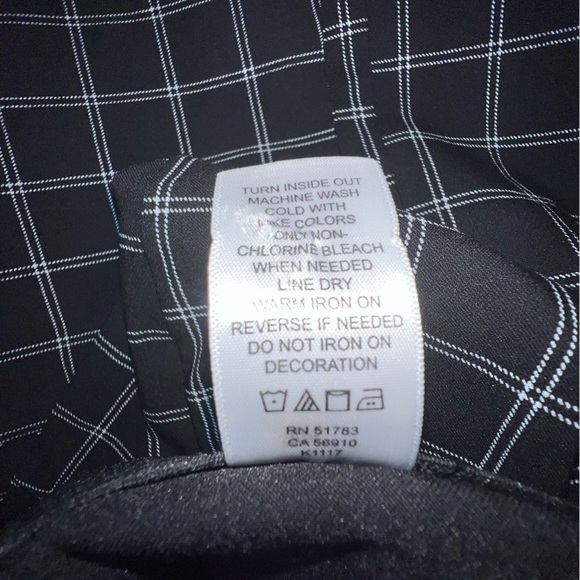 TURN INSIDE OUT
MACHINE WASH
COLD WITH
LIKE COLORS
ONLY NON-
CHLORINE BLEACH
WHEN NEEDED
LINE DRY
WARM IRON ON
REVERSE IF NEEDED
DO NOT IRON ON
DECORATION
RN 51783
CA 56910
K1117